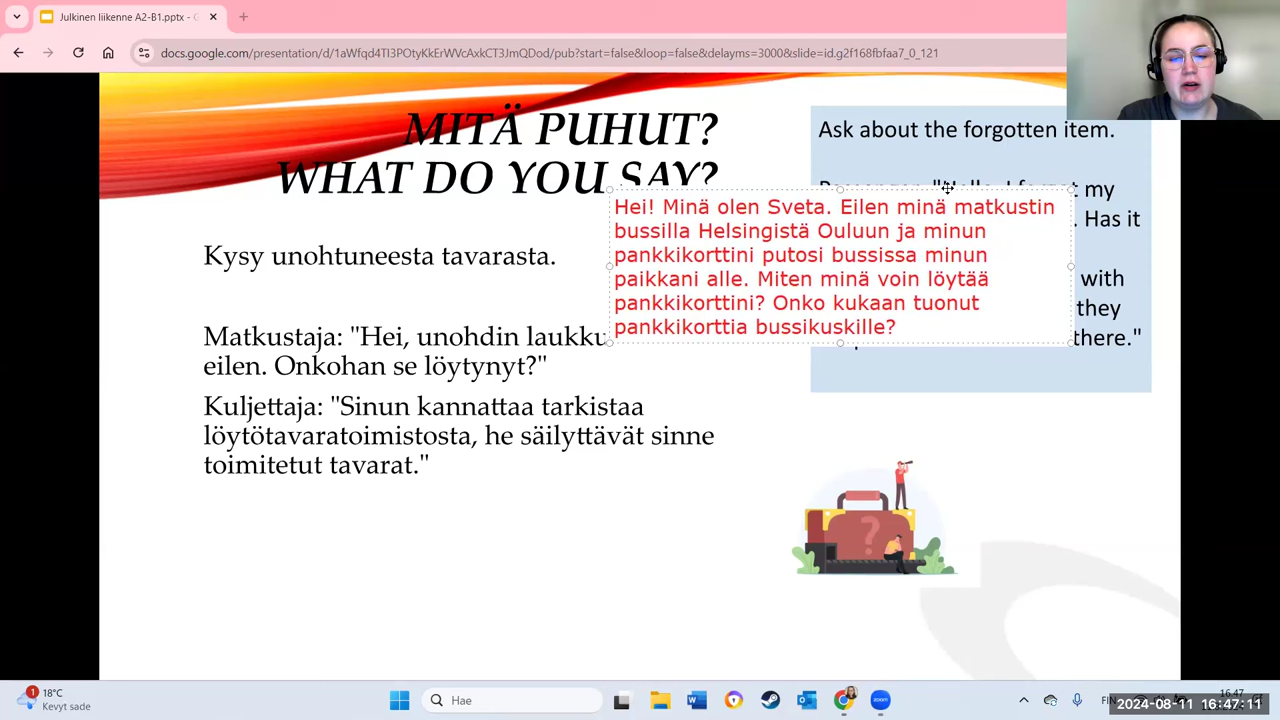 Julkinen liikenne A2-B1.pptx - G
docs.google.com/presentation/d/1aWfqd4TI3POtyKkErWVcAxkCT3JmQDod/pub?start=false&loop=false&delayms=3000&slide=id.g2f168fbfaa7_0_121
MITÄ PUHUT?
WHAT DO YOU SAY?
Kysy unohtuneesta tavarasta.
Matkustaja: "Hei, unohdin laukku
eilen. Onkohan se löytynyt?"
Kuljettaja: "Sinun kannattaa tarkistaa
löytötavaratoimistosta, he säilyttävät sinne
toimitetut tavarat."
Ask about the forgotten item.
my
. Has it
with
they
there."
Hei! Minä olen Sveta. Eilen minä matkustin
bussilla Helsingistä Ouluun ja minun
pankkikorttini putosi bussissa minun
paikkani alle. Miten minä voin löytää
pankkikorttini? Onko kukaan tuonut
pankkikorttia bussikuskille?
?
1
18°C
Kevyt sade
Hae
FIN
16.47
2024-08-11 16:47:11